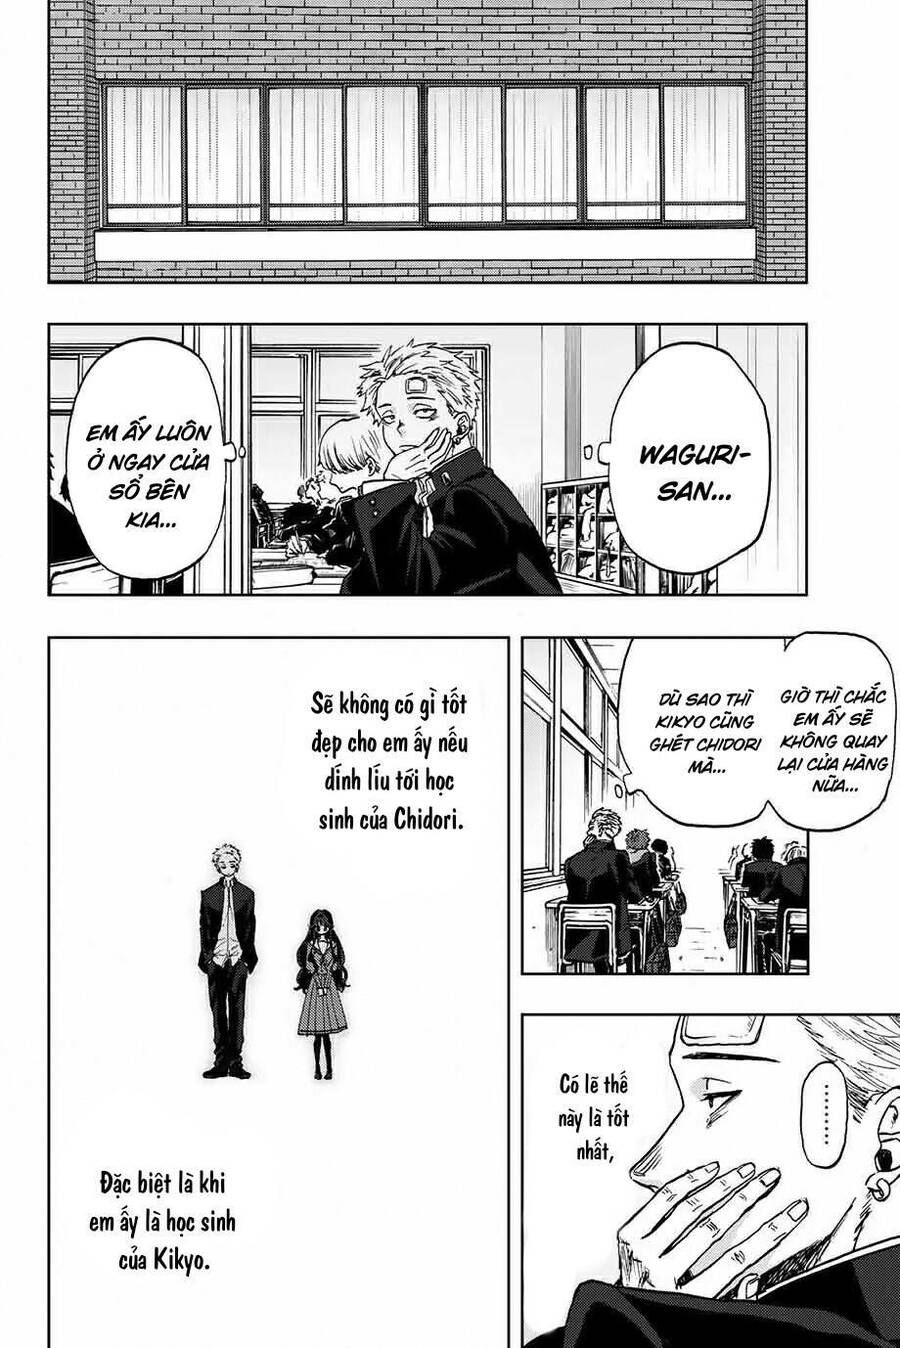 WAGURI-
SAN...
EM ẤY LUÔN
Ở NGAY CỬA
SỔ BÊN
KIA...
GIỜ THÌ CHẮC
EM ẤY SẼ
KHÔNG QUAY
LẠI CỬA HÀNG
NỮA...
DÙ SAO THÌ
KIKYO CŨNG
GHÉT CHIDORI
MÀ...
Sẽ không có gì tốt
đẹp cho em ấy nếu
dính líu tới học
sinh của Chidori.
Đặc biệt là khi
em ấy là học sinh
của Kikyo.
......
Có lẽ thế
này là tốt
nhất,